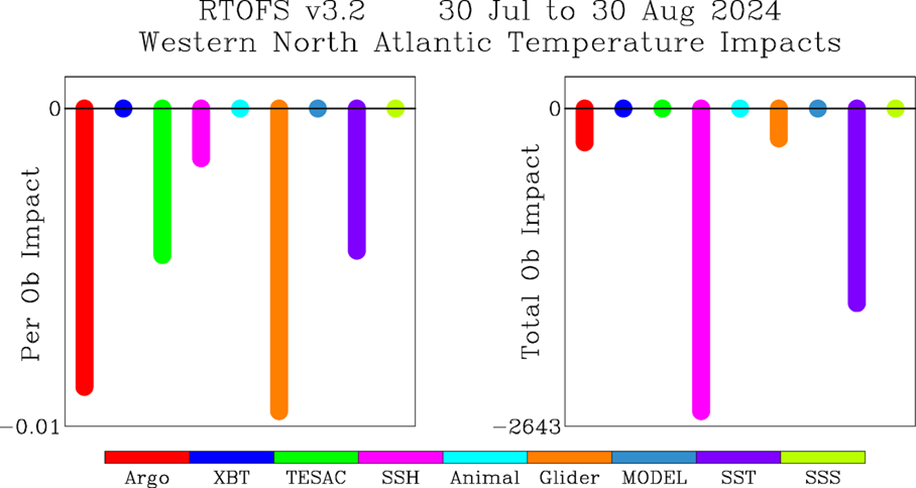 RTOFS v3.2 30 Jul to 30 Aug 2024
Western North Atlantic Temperature Impacts
0
Per Ob Impact
−0.01
0
Total Ob Impact
−2643
Argo XBT TESAC SSH Animal Glider MODEL SST SSS